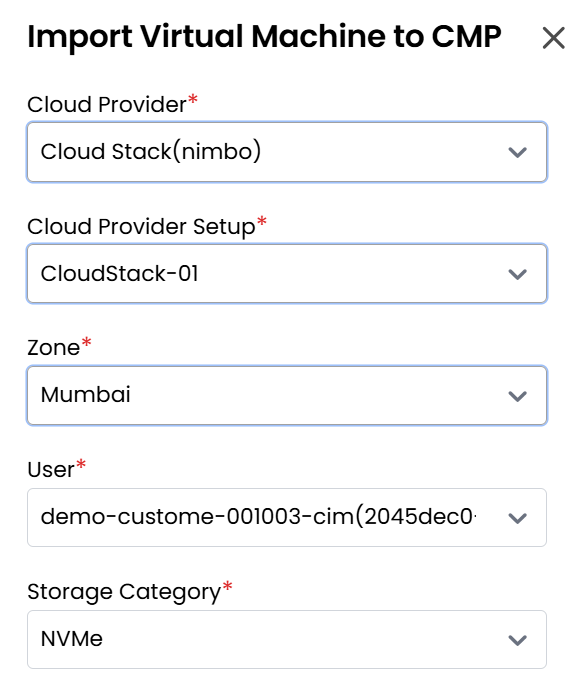 Import Virtual Machine to CMP
Cloud Provider*
Cloud Stack(nimbo)
Cloud Provider Setup*
CloudStack-01
Zone*
Mumbai
User*
demo-custome-001003-cim(2045dec0-
Storage Category*
NVMe